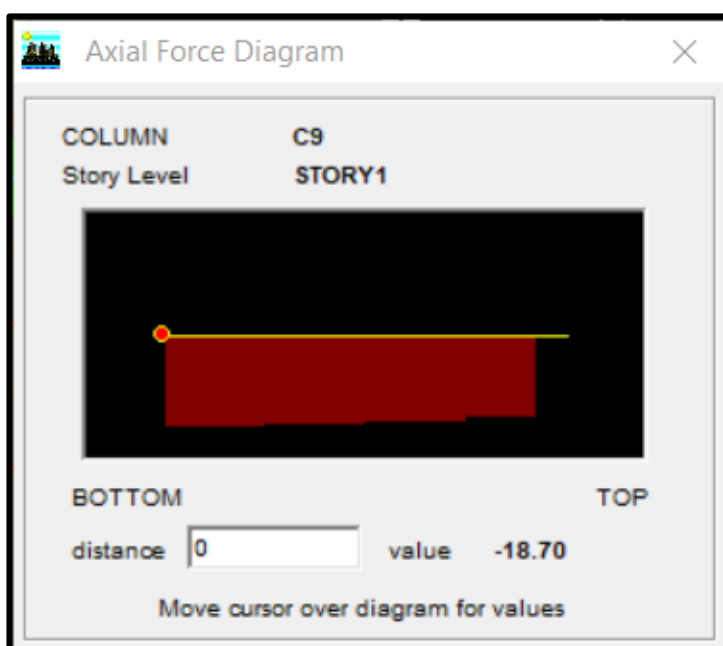 Axial Force Diagram
COLUMN C9
Story Level STORY1
BOTTOM TOP
distance 0 value -18.70
Move cursor over diagram for values